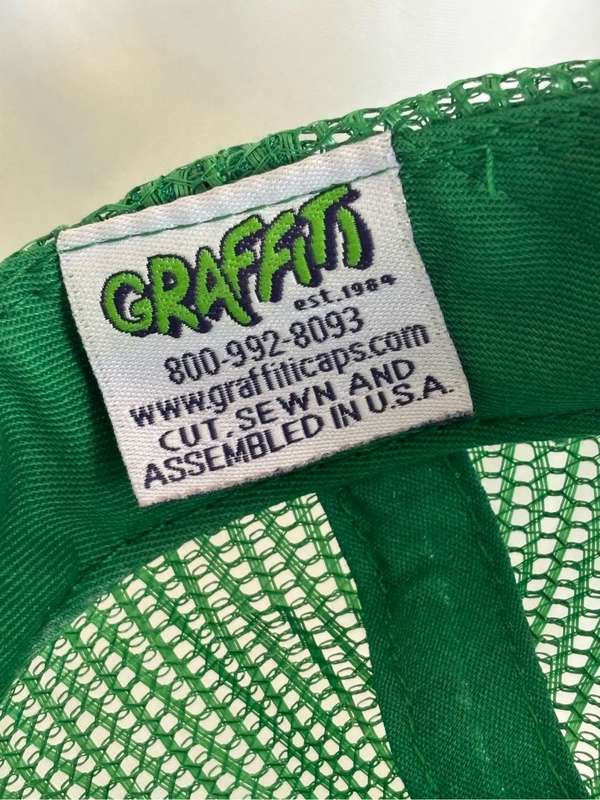 GRAFFiTi
est. 1984
800-992-8093
www.graffiticaps.com
CUT, SEWN AND
ASSEMBLED IN U.S.A.